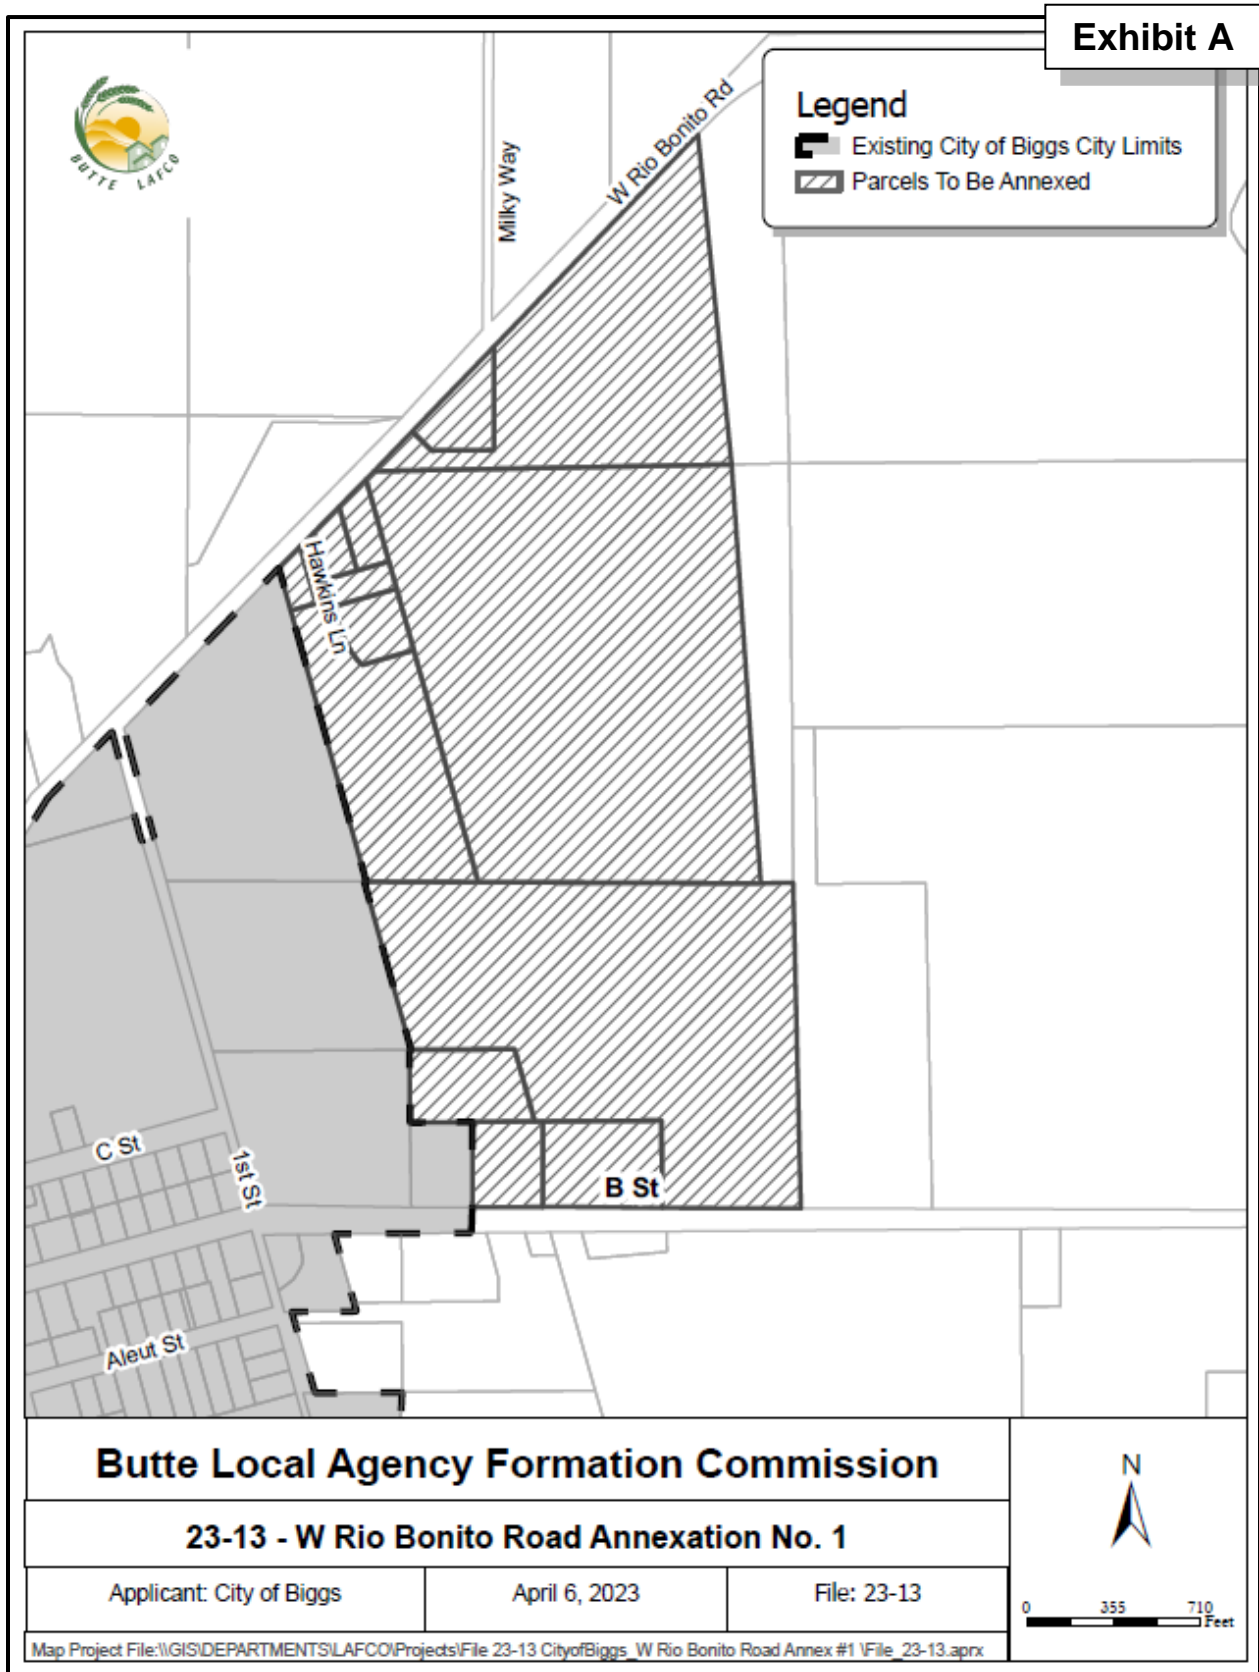 Exhibit A
BUTTE LAFCO
Legend
Existing City of Biggs City Limits
Parcels To Be Annexed
W Rio Bonito Rd
Milky Way
Hawkins Ln
C St
1st St
B St
Aleut St
Butte Local Agency Formation Commission
23-13 - W Rio Bonito Road Annexation No. 1
Applicant: City of Biggs
April 6, 2023
File: 23-13
Map Project File:\\GIS\DEPARTMENTS\LAFCO\Projects\File 23-13 CityofBiggs_W Rio Bonito Road Annex #1 \File_23-13.aprx
N
0 355 710
Feet